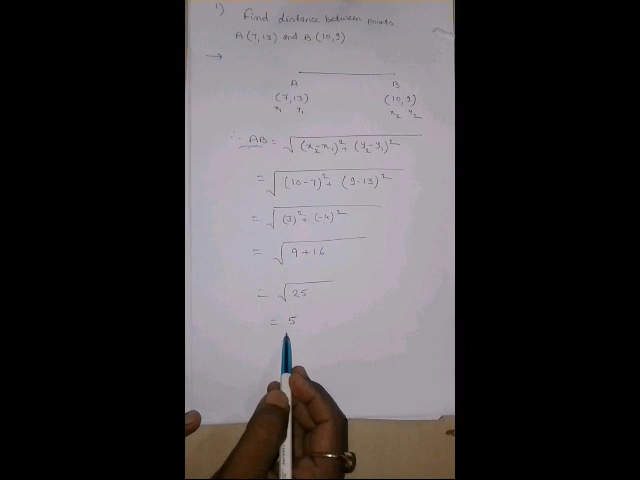 1) Find distance between points
A (7,13) and B (10,9)
→
A B
(7,13) (10,9)
x₁ y₁ x₂ y₂
∴ AB = √(x₂-x₁)² + (y₂-y₁)²
= √(10-7)² + (9-13)²
= √(3)² + (-4)²
= √9+16
= √25
= 5